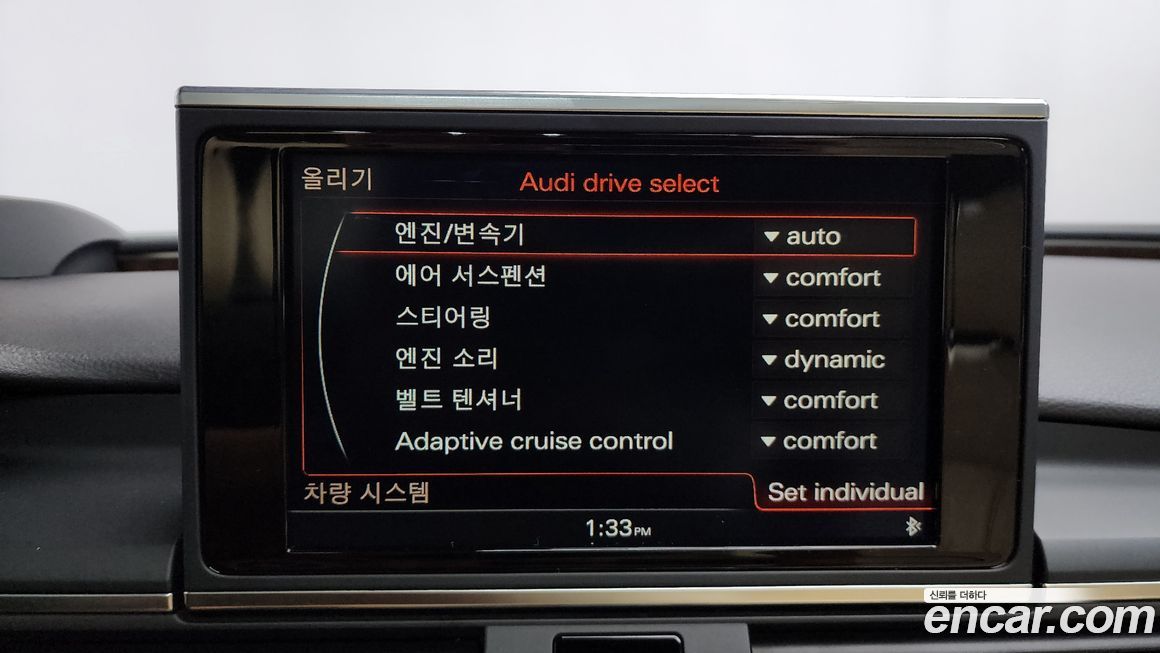 올리기 Audi drive select
엔진/변속기 auto
에어 서스펜션 comfort
스티어링 comfort
엔진 소리 dynamic
벨트 텐셔너 comfort
Adaptive cruise control comfort
차량 시스템 Set individual
1:33PM
신뢰를 더하다
encar.com